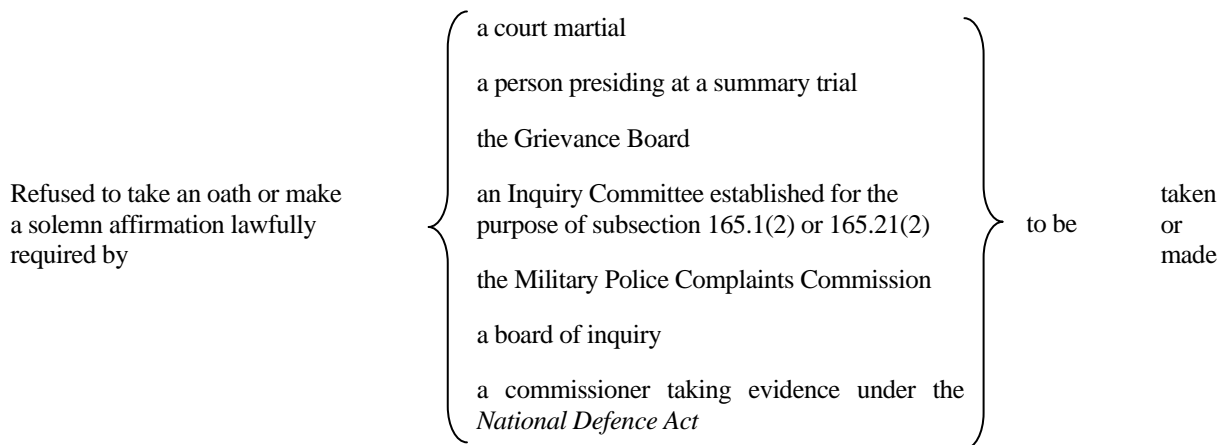 Refused to take an oath or make
a solemn affirmation lawfully
required by
a court martial
a person presiding at a summary trial
the Grievance Board
an Inquiry Committee established for the
purpose of subsection 165.1(2) or 165.21(2)
the Military Police Complaints Commission
a board of inquiry
a commissioner taking evidence under the
National Defence Act
to be
taken
or
made